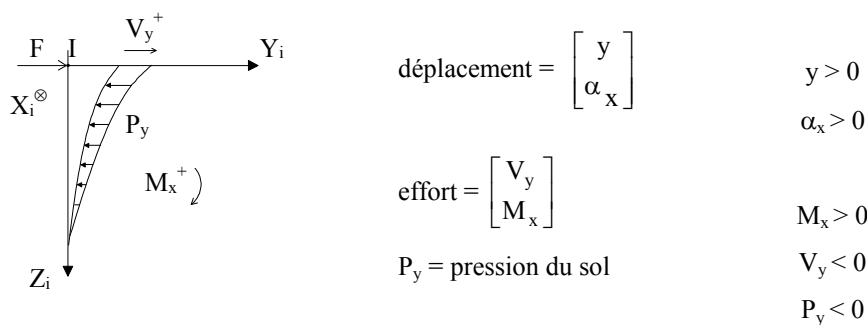 V_y^+
F I Y_i
X_i^⊗
P_y
M_x^+
Z_i
déplacement = [ y α_x ]
effort = [ V_y M_x ]
P_y = pression du sol
y > 0
α_x > 0
M_x > 0
V_y < 0
P_y < 0